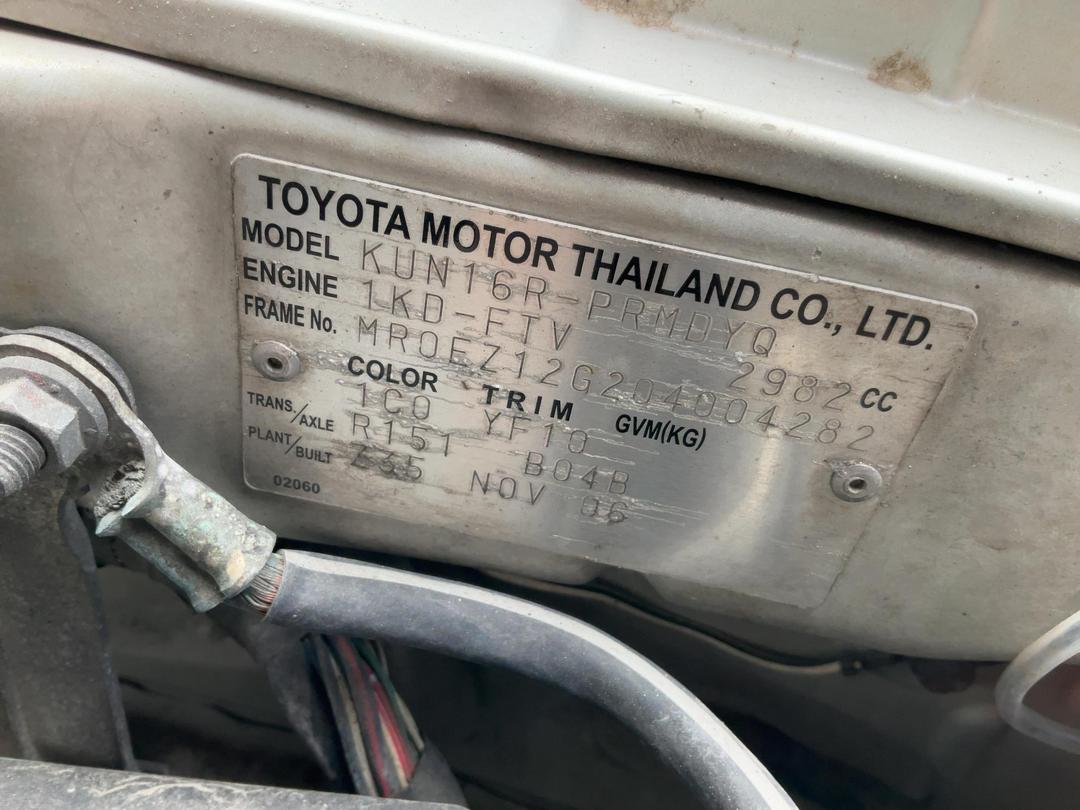 TOYOTA MOTOR THAILAND CO., LTD.
MODEL KUN16R-PRMDYQ
ENGINE 1KD-FTV 2982 CC
FRAME No. MR0EZ12G204004282
COLOR TRIM GVM(KG)
1C0 YF10
TRANS./AXLE R151 B04B
PLANT/BUILT Z35 NOV 06
02060